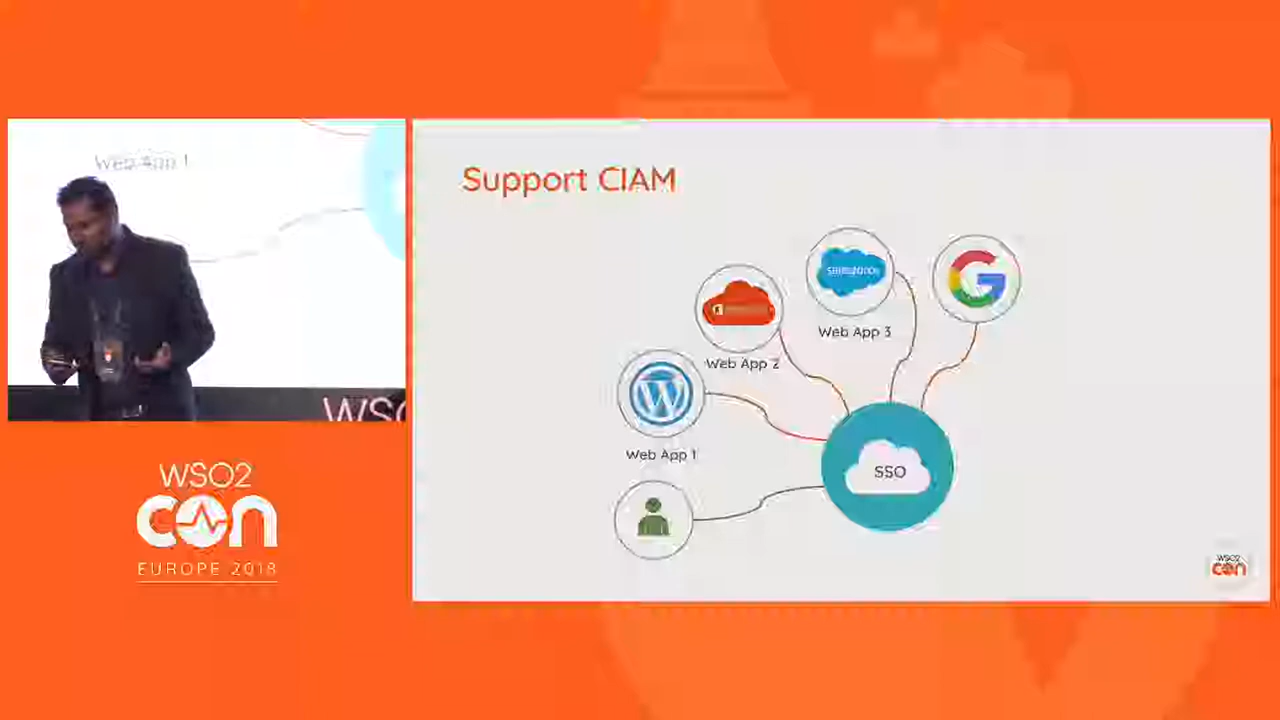 Web App 1
WSO
WSO2
con
EUROPE 2018
Support CIAM
salesforce
Web App 3
Web App 2
Web App 1
SSO
WSO2
con